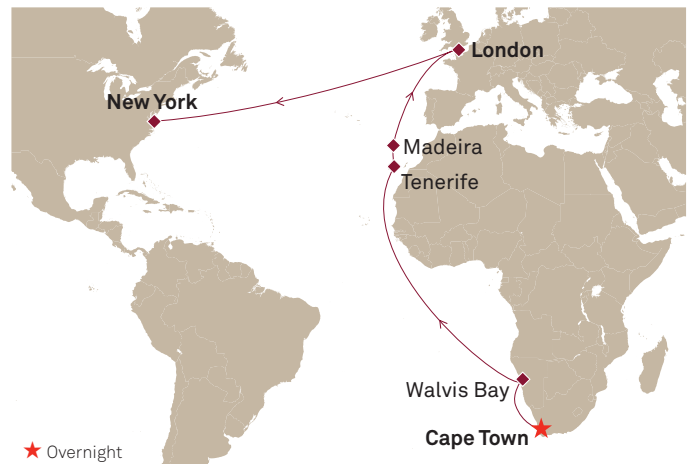 London
New York
Madeira
Tenerife
Walvis Bay
Cape Town
Overnight